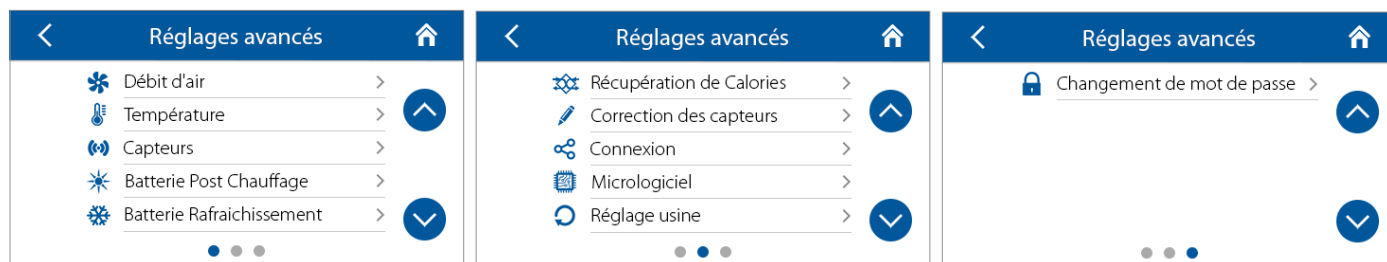 Réglages avancés
Débit d'air
Température
Capteurs
Batterie Post Chauffage
Batterie Rafraichissement
Réglages avancés
Récupération de Calories
Correction des capteurs
Connexion
Micrologiciel
Réglage usine
Réglages avancés
Changement de mot de passe